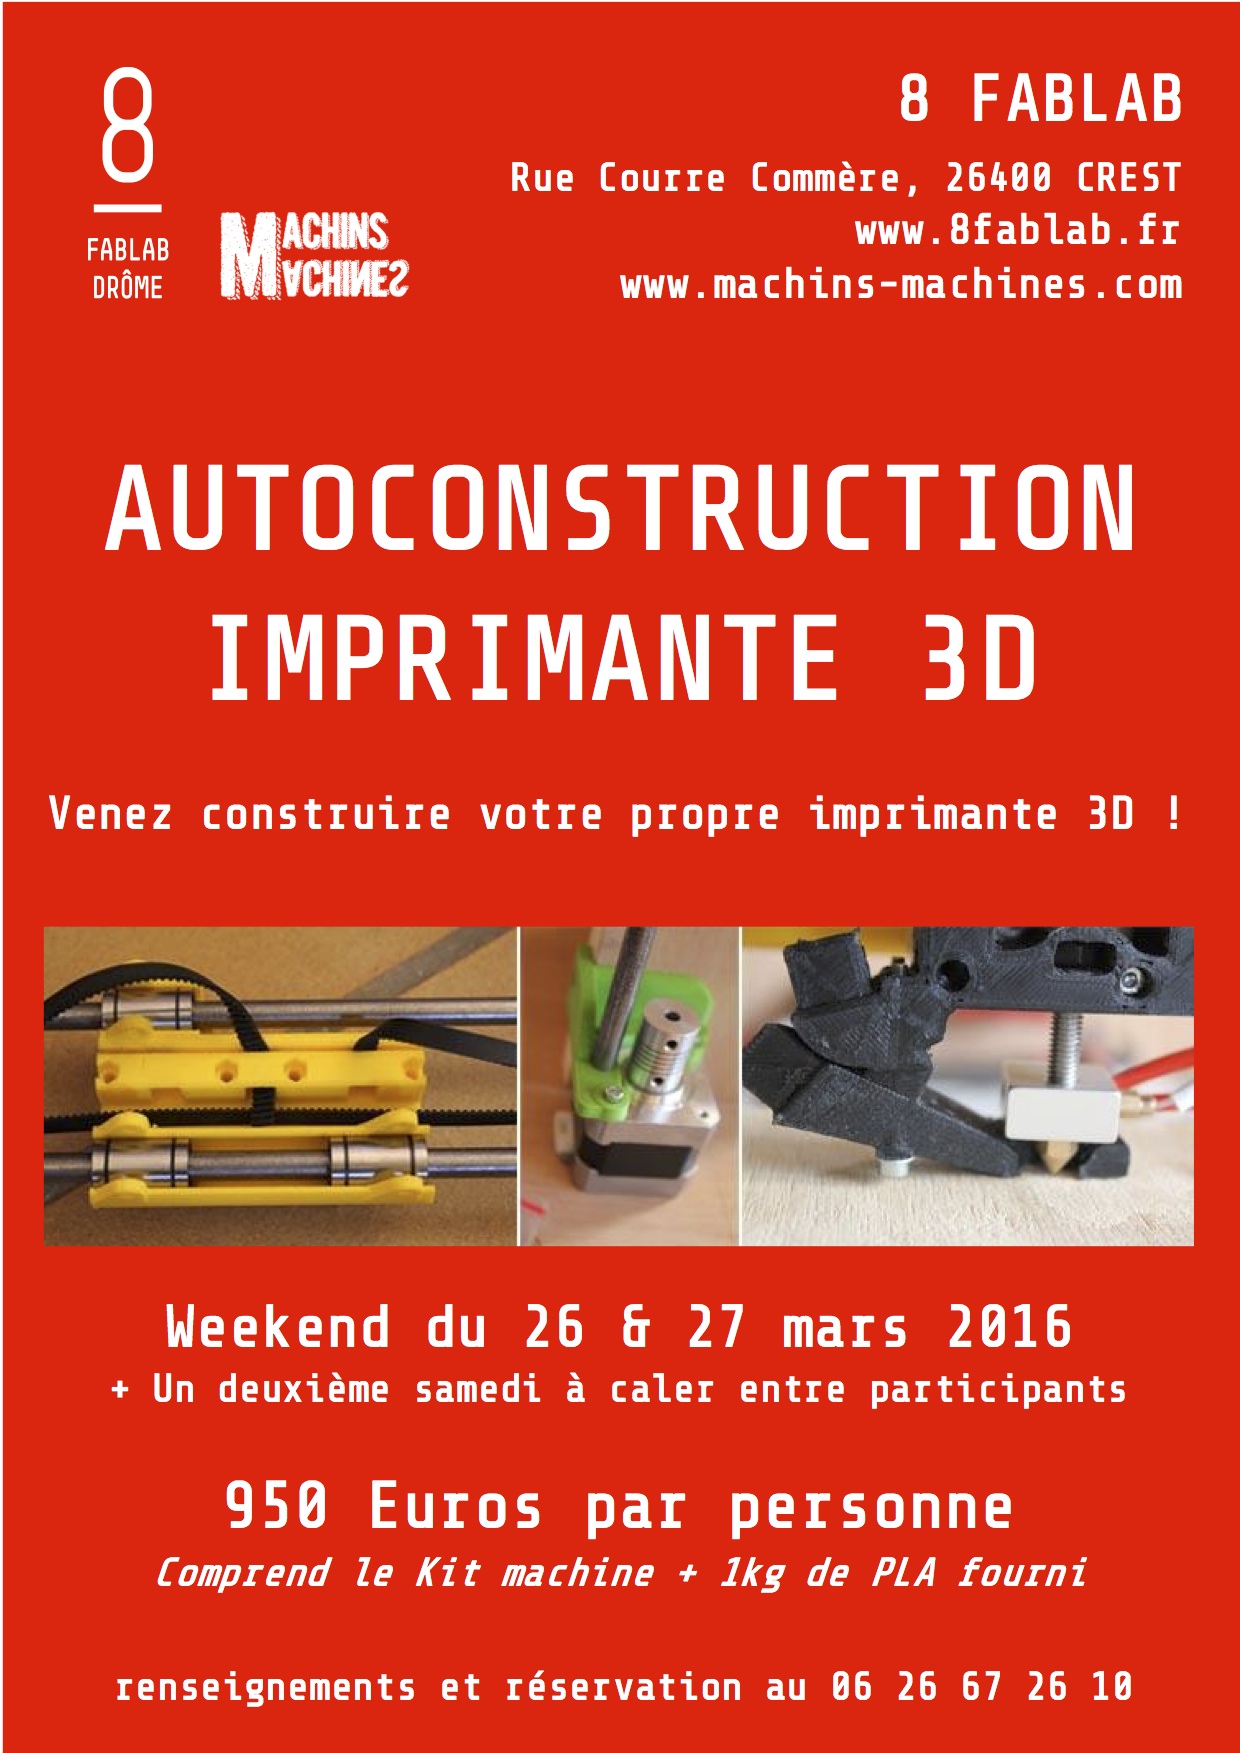 8
FABLAB
DRÔME
MACHINS
MACHINES
8 FABLAB
Rue Courre Commère, 26400 CREST
www.8fablab.fr
www.machins-machines.com
AUTOCONSTRUCTION
IMPRIMANTE 3D
Venez construire votre propre imprimante 3D !
Weekend du 26 & 27 mars 2016
+ Un deuxième samedi à caler entre participants
950 Euros par personne
Comprend le Kit machine + 1kg de PLA fourni
renseignements et réservation au 06 26 67 26 10